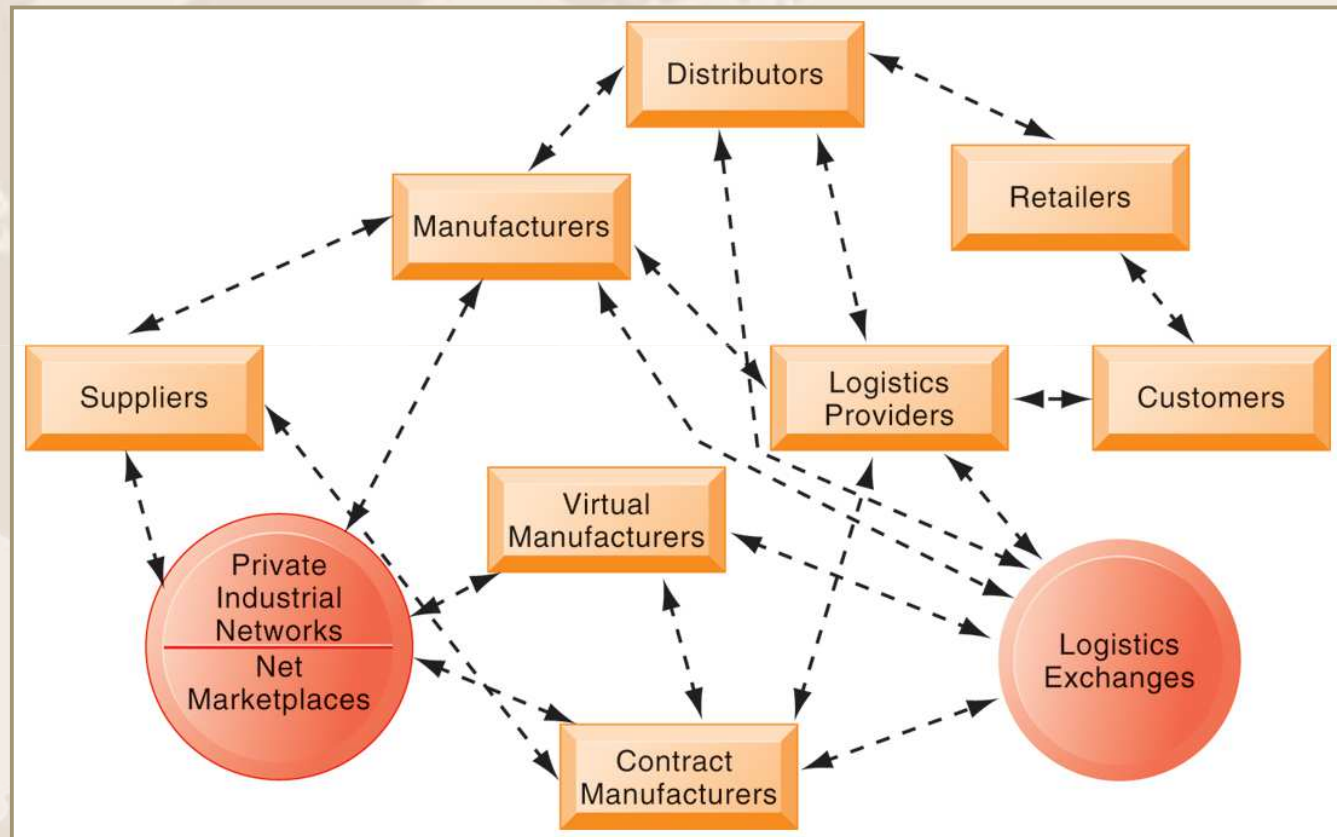 Distributors
Retailers
Manufacturers
Suppliers
Logistics
Providers
Customers
Virtual
Manufacturers
Private
Industrial
Networks
Net
Marketplaces
Logistics
Exchanges
Contract
Manufacturers